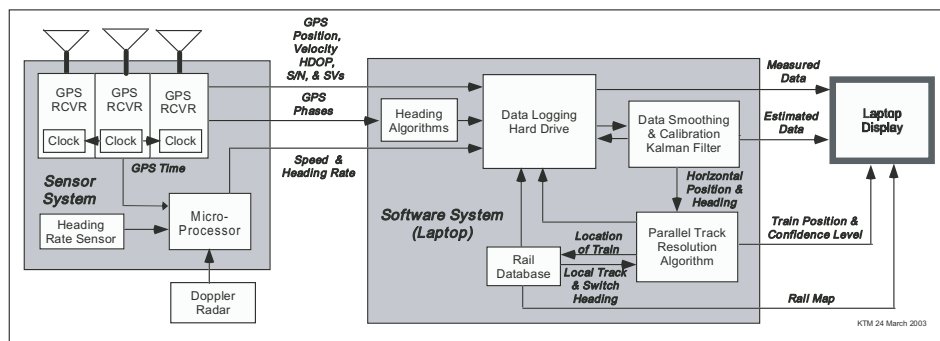 GPS
Position,
Velocity
HDOP,
S/N, & SVs
GPS
RCVR
GPS
RCVR
GPS
RCVR
Clock
Clock
Clock
GPS
Phases
GPS Time
Speed &
Heading Rate
Sensor
System
Heading
Rate Sensor
Micro-
Processor
Doppler
Radar
Heading
Algorithms
Data Logging
Hard Drive
Data Smoothing
& Calibration
Kalman Filter
Measured
Data
Estimated
Data
Laptop
Display
Horizontal
Position &
Heading
Software System
(Laptop)
Rail
Database
Location
of Train
Local Track
& Switch
Heading
Parallel Track
Resolution
Algorithm
Train Position &
Confidence Level
Rail Map
KTM 24 March 2003